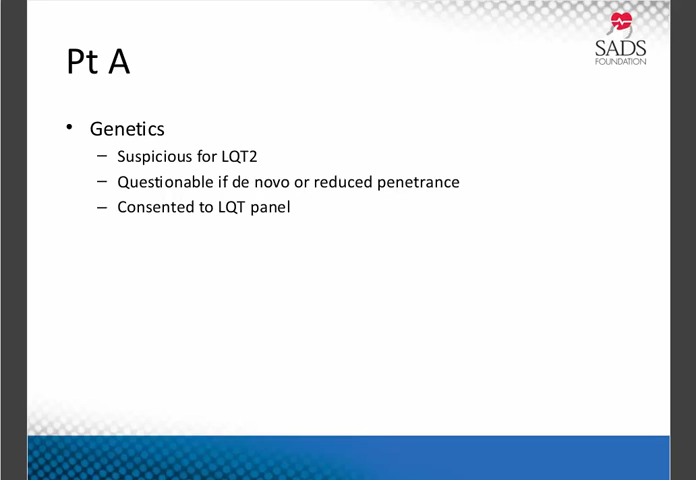 SADS
FOUNDATION
Pt A
• Genetics
– Suspicious for LQT2
– Questionable if de novo or reduced penetrance
– Consented to LQT panel